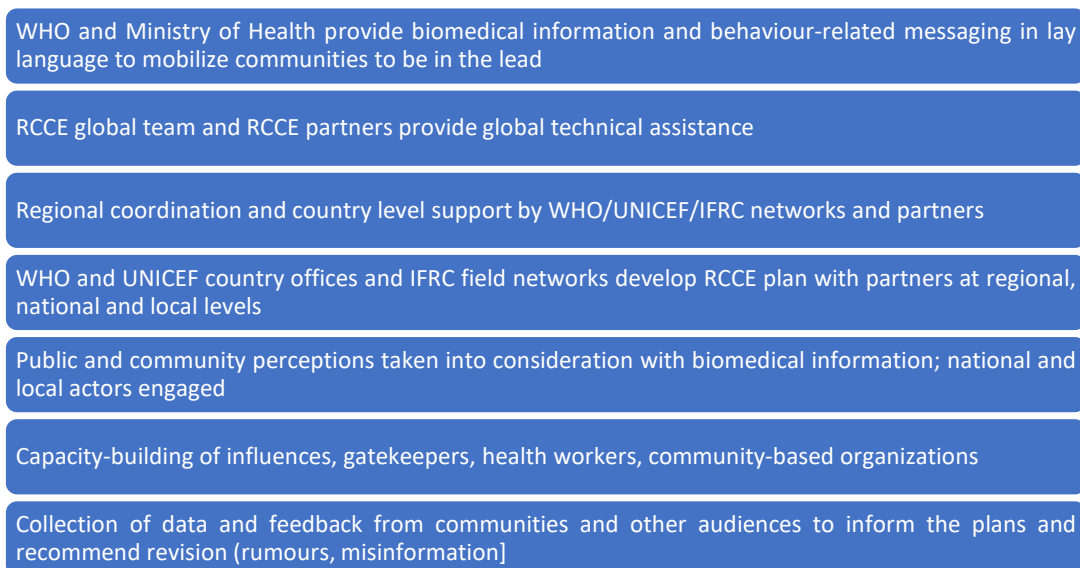 WHO and Ministry of Health provide biomedical information and behaviour-related messaging in lay
language to mobilize communities to be in the lead
RCCE global team and RCCE partners provide global technical assistance
Regional coordination and country level support by WHO/UNICEF/IFRC networks and partners
WHO and UNICEF country offices and IFRC field networks develop RCCE plan with partners at regional,
national and local levels
Public and community perceptions taken into consideration with biomedical information; national and
local actors engaged
Capacity-building of influences, gatekeepers, health workers, community-based organizations
Collection of data and feedback from communities and other audiences to inform the plans and
recommend revision (rumours, misinformation]